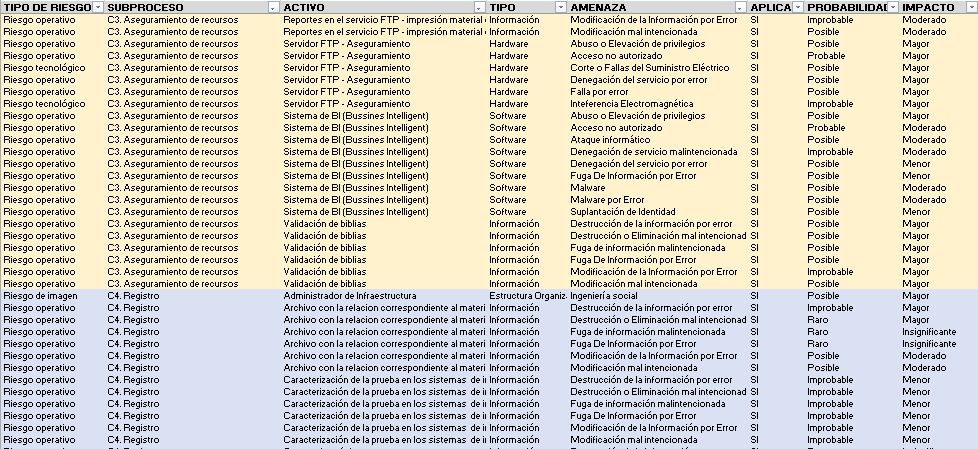 TIPO DE RIESGO SUBPROCESO ACTIVO TIPO AMENAZA APLICA PROBABILIDAD IMPACTO
Riesgo operativo C3. Aseguramiento de recursos Reportes en el servicio FTP - impresión material Información Modificación de la Información por Error SI Improbable Moderado
Riesgo operativo C3. Aseguramiento de recursos Reportes en el servicio FTP - impresión material Información Modificación mal intencionada SI Posible Moderado
Riesgo operativo C3. Aseguramiento de recursos Servidor FTP - Aseguramiento Hardware Abuso o Elevación de privilegios SI Posible Mayor
Riesgo operativo C3. Aseguramiento de recursos Servidor FTP - Aseguramiento Hardware Acceso no autorizado SI Probable Mayor
Riesgo tecnológico C3. Aseguramiento de recursos Servidor FTP - Aseguramiento Hardware Corte o Fallas del Suministro Eléctrico SI Posible Mayor
Riesgo operativo C3. Aseguramiento de recursos Servidor FTP - Aseguramiento Hardware Denegación del servicio por error SI Posible Mayor
Riesgo operativo C3. Aseguramiento de recursos Servidor FTP - Aseguramiento Hardware Falla por error SI Posible Mayor
Riesgo tecnológico C3. Aseguramiento de recursos Servidor FTP - Aseguramiento Hardware Inteferencia Electromagnética SI Improbable Mayor
Riesgo operativo C3. Aseguramiento de recursos Sistema de BI (Bussines Intelligent) Software Abuso o Elevación de privilegios SI Posible Mayor
Riesgo operativo C3. Aseguramiento de recursos Sistema de BI (Bussines Intelligent) Software Acceso no autorizado SI Probable Moderado
Riesgo operativo C3. Aseguramiento de recursos Sistema de BI (Bussines Intelligent) Software Ataque informático SI Posible Moderado
Riesgo operativo C3. Aseguramiento de recursos Sistema de BI (Bussines Intelligent) Software Denegación de servicio malintencionada SI Improbable Moderado
Riesgo operativo C3. Aseguramiento de recursos Sistema de BI (Bussines Intelligent) Software Denegación del servicio por error SI Posible Menor
Riesgo operativo C3. Aseguramiento de recursos Sistema de BI (Bussines Intelligent) Software Fuga De Información por Error SI Posible Menor
Riesgo operativo C3. Aseguramiento de recursos Sistema de BI (Bussines Intelligent) Software Malware SI Posible Moderado
Riesgo operativo C3. Aseguramiento de recursos Sistema de BI (Bussines Intelligent) Software Malware por Error SI Posible Moderado
Riesgo operativo C3. Aseguramiento de recursos Sistema de BI (Bussines Intelligent) Software Suplantación de Identidad SI Posible Menor
Riesgo operativo C3. Aseguramiento de recursos Validación de biblias Información Destrucción de la información por error SI Posible Mayor
Riesgo operativo C3. Aseguramiento de recursos Validación de biblias Información Destrucción o Eliminación mal intencionad SI Posible Mayor
Riesgo operativo C3. Aseguramiento de recursos Validación de biblias Información Fuga de información malintencionada SI Posible Mayor
Riesgo operativo C3. Aseguramiento de recursos Validación de biblias Información Fuga De Información por Error SI Posible Mayor
Riesgo operativo C3. Aseguramiento de recursos Validación de biblias Información Modificación de la Información por Error SI Improbable Mayor
Riesgo operativo C3. Aseguramiento de recursos Validación de biblias Información Modificación mal intencionada SI Posible Mayor
Riesgo de imagen C4. Registro Administrador de Infraestructura Estructura Organiza Ingeniería social SI Posible Mayor
Riesgo operativo C4. Registro Archivo con la relacion correspondiente al materi Información Destrucción de la información por error SI Improbable Mayor
Riesgo operativo C4. Registro Archivo con la relacion correspondiente al materi Información Destrucción o Eliminación mal intencionad SI Raro Mayor
Riesgo operativo C4. Registro Archivo con la relacion correspondiente al materi Información Fuga de información malintencionada SI Raro Insignificante
Riesgo operativo C4. Registro Archivo con la relacion correspondiente al materi Información Fuga De Información por Error SI Raro Insignificante
Riesgo operativo C4. Registro Archivo con la relacion correspondiente al materi Información Modificación de la Información por Error SI Posible Moderado
Riesgo operativo C4. Registro Archivo con la relacion correspondiente al materi Información Modificación mal intencionada SI Posible Moderado
Riesgo operativo C4. Registro Caracterización de la prueba en los sistemas de i Información Destrucción de la información por error SI Improbable Menor
Riesgo operativo C4. Registro Caracterización de la prueba en los sistemas de i Información Destrucción o Eliminación mal intencionad SI Improbable Menor
Riesgo operativo C4. Registro Caracterización de la prueba en los sistemas de i Información Fuga de información malintencionada SI Improbable Menor
Riesgo operativo C4. Registro Caracterización de la prueba en los sistemas de i Información Fuga De Información por Error SI Improbable Menor
Riesgo operativo C4. Registro Caracterización de la prueba en los sistemas de i Información Modificación de la Información por Error SI Improbable Menor
Riesgo operativo C4. Registro Caracterización de la prueba en los sistemas de i Información Modificación mal intencionada SI Improbable Menor